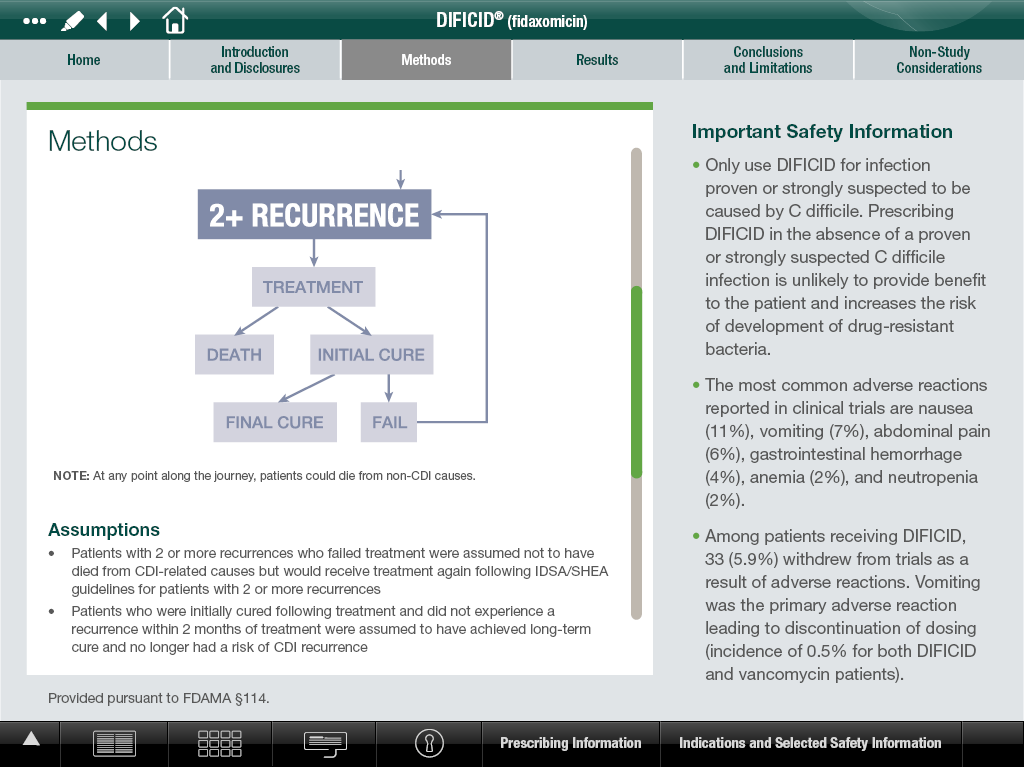 DIFICID® (fidaxomicin)
Home
Introduction
and Disclosures
Methods
Results
Conclusions
and Limitations
Non-Study
Considerations
Methods
2+ RECURRENCE
TREATMENT
DEATH
INITIAL CURE
FINAL CURE
FAIL
NOTE: At any point along the journey, patients could die from non-CDI causes.
Assumptions
• Patients with 2 or more recurrences who failed treatment were assumed not to have
died from CDI-related causes but would receive treatment again following IDSA/SHEA
guidelines for patients with 2 or more recurrences
• Patients who were initially cured following treatment and did not experience a
recurrence within 2 months of treatment were assumed to have achieved long-term
cure and no longer had a risk of CDI recurrence
Provided pursuant to FDAMA §114.
Important Safety Information
• Only use DIFICID for infection
proven or strongly suspected to be
caused by C difficile. Prescribing
DIFICID in the absence of a proven
or strongly suspected C difficile
infection is unlikely to provide benefit
to the patient and increases the risk
of development of drug-resistant
bacteria.
• The most common adverse reactions
reported in clinical trials are nausea
(11%), vomiting (7%), abdominal pain
(6%), gastrointestinal hemorrhage
(4%), anemia (2%), and neutropenia
(2%).
• Among patients receiving DIFICID,
33 (5.9%) withdrew from trials as a
result of adverse reactions. Vomiting
was the primary adverse reaction
leading to discontinuation of dosing
(incidence of 0.5% for both DIFICID
and vancomycin patients).
Prescribing Information
Indications and Selected Safety Information